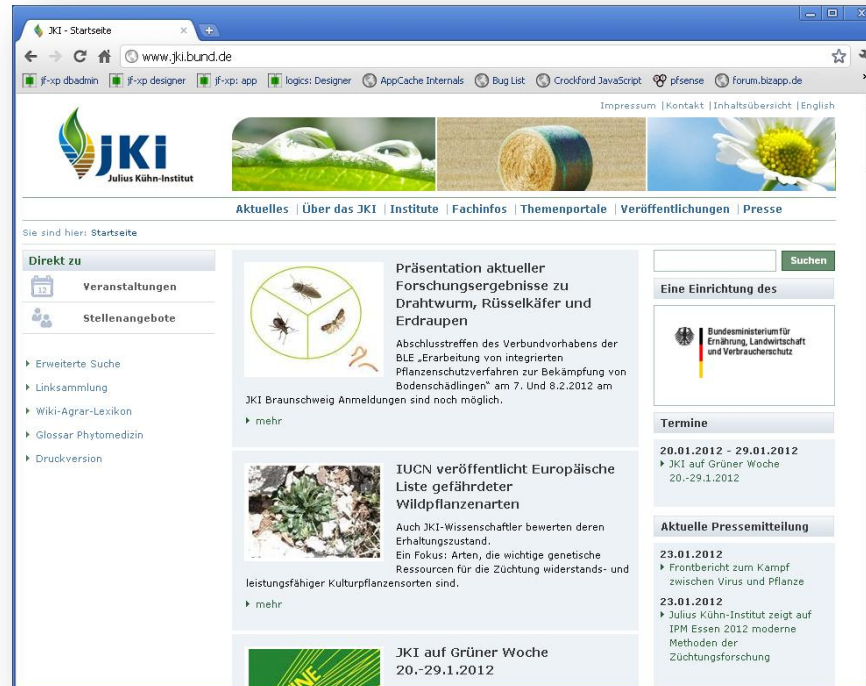 JKI - Startseite
www.jki.bund.de
jf-xp dbadmin jf-xp designer jf-xp: app logics: Designer AppCache Internals Bug List Crockford JavaScript pfsense forum.bizapp.de
Impressum | Kontakt | Inhaltsübersicht | English
jKi
Julius Kühn-Institut
Aktuelles | Über das JKI | Institute | Fachinfos | Themenportale | Veröffentlichungen | Presse
Sie sind hier: Startseite
Direkt zu
12
Veranstaltungen
Stellenangebote
Erweiterte Suche
Linksammlung
Wiki-Agrar-Lexikon
Glossar Phytomedizin
Druckversion
Präsentation aktueller
Forschungsergebnisse zu
Drahtwurm, Rüsselkäfer und
Erdraupen
Abschlusstreffen des Verbundvorhabens der
BLE „Erarbeitung von integrierten
Pflanzenschutzverfahren zur Bekämpfung von
Bodenschädlingen“ am 7. Und 8.2.2012 am
JKI Braunschweig Anmeldungen sind noch möglich.
mehr
IUCN veröffentlicht Europäische
Liste gefährdeter
Wildpflanzenarten
Auch JKI-Wissenschaftler bewerten deren
Erhaltungszustand.
Ein Fokus: Arten, die wichtige genetische
Ressourcen für die Züchtung widerstands- und
leistungsfähiger Kulturpflanzensorten sind.
mehr
JKI auf Grüner Woche
20.-29.1.2012
Suchen
Eine Einrichtung des
Bundesministerium für
Ernährung, Landwirtschaft
und Verbraucherschutz
Termine
20.01.2012 - 29.01.2012
JKI auf Grüner Woche
20.-29.1.2012
Aktuelle Pressemitteilung
23.01.2012
Frontbericht zum Kampf
zwischen Virus und Pflanze
23.01.2012
Julius Kühn-Institut zeigt auf
IPM Essen 2012 moderne
Methoden der
Züchtungsforschung